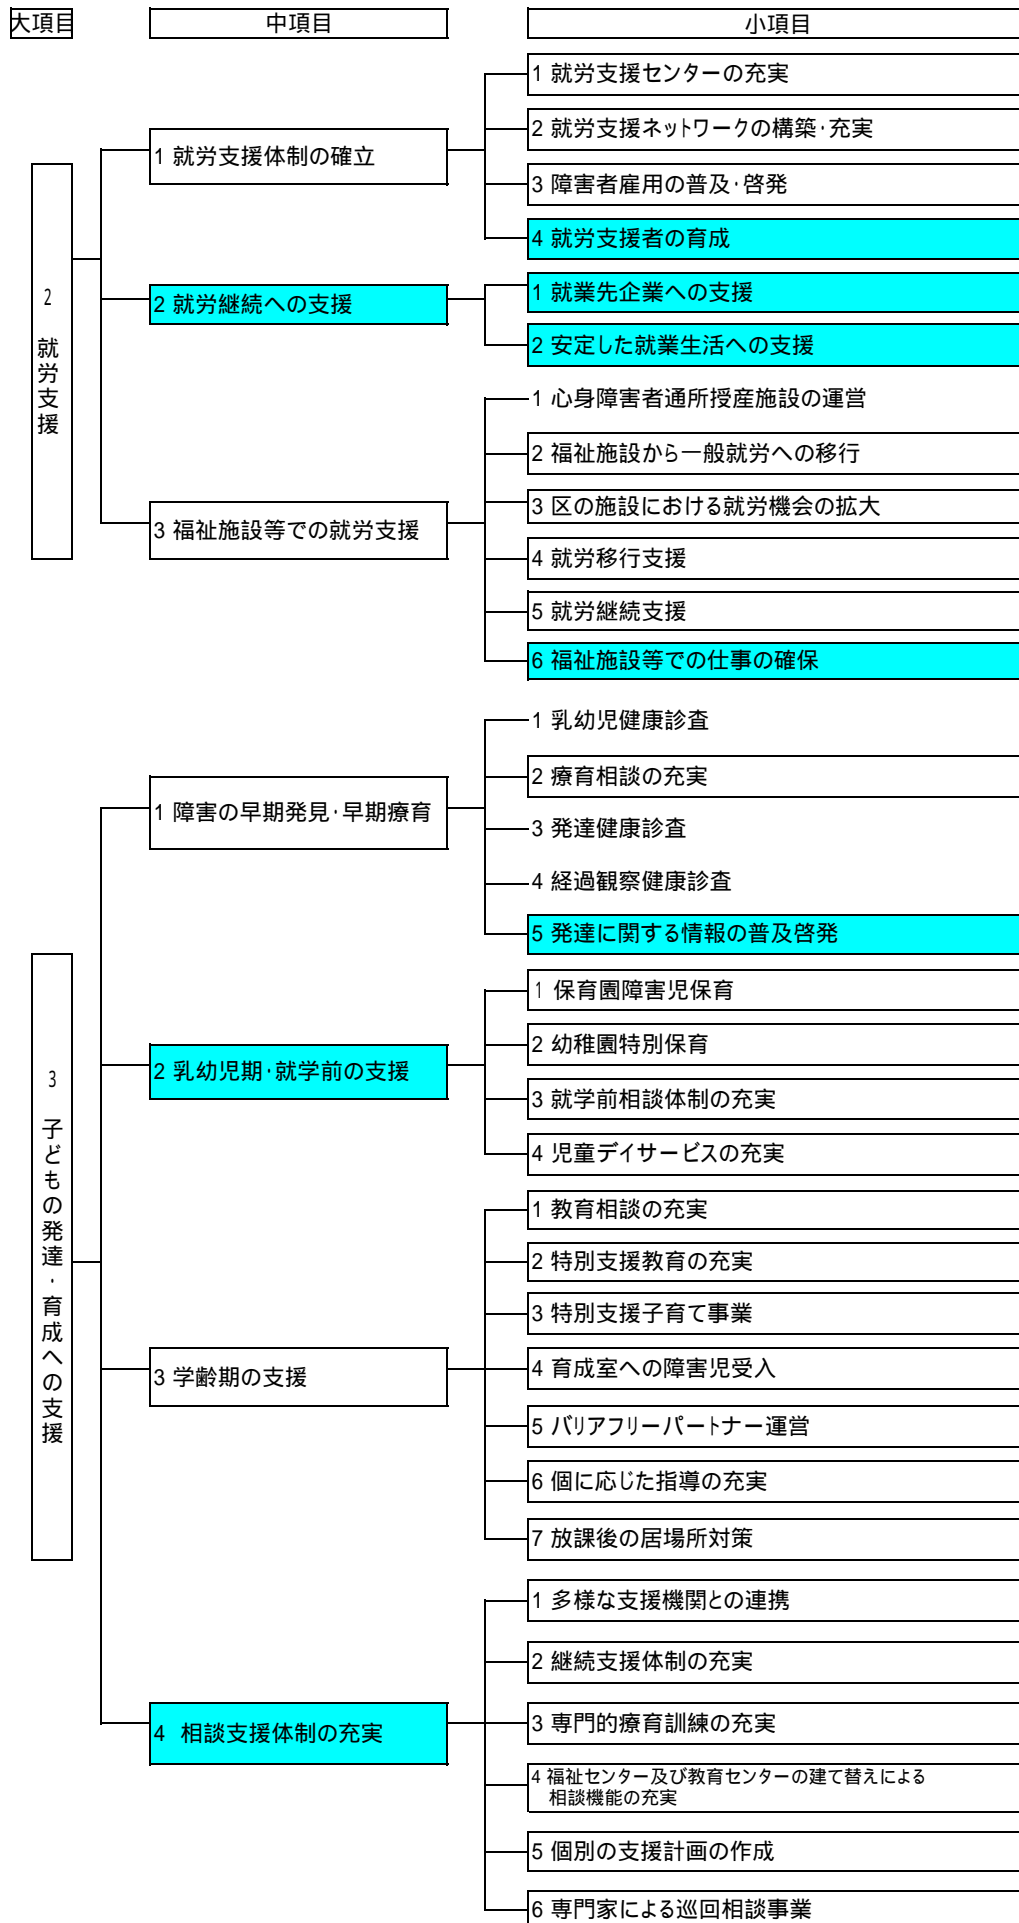 大項目
中項目
小項目
2 就労支援
1 就労支援体制の確立
1 就労支援センターの充実
2 就労支援ネットワークの構築・充実
3 障害者雇用の普及・啓発
4 就労支援者の育成
2 就労継続への支援
1 就業先企業への支援
2 安定した就業生活への支援
3 福祉施設等での就労支援
1 心身障害者通所授産施設の運営
2 福祉施設から一般就労への移行
3 区の施設における就労機会の拡大
4 就労移行支援
5 就労継続支援
6 福祉施設等での仕事の確保
3 子どもの発達・育成への支援
1 障害の早期発見・早期療育
1 乳幼児健康診査
2 療育相談の充実
3 発達健康診査
4 経過観察健康診査
5 発達に関する情報の普及啓発
2 乳幼児期・就学前の支援
1 保育園障害児保育
2 幼稚園特別保育
3 就学前相談体制の充実
4 児童デイサービスの充実
3 学齢期の支援
1 教育相談の充実
2 特別支援教育の充実
3 特別支援子育て事業
4 育成室への障害児受入
5 バリアフリーパートナー運営
6 個に応じた指導の充実
7 放課後の居場所対策
4 相談支援体制の充実
1 多様な支援機関との連携
2 継続支援体制の充実
3 専門的療育訓練の充実
4 福祉センター及び教育センターの建て替えによる
相談機能の充実
5 個別の支援計画の作成
6 専門家による巡回相談事業